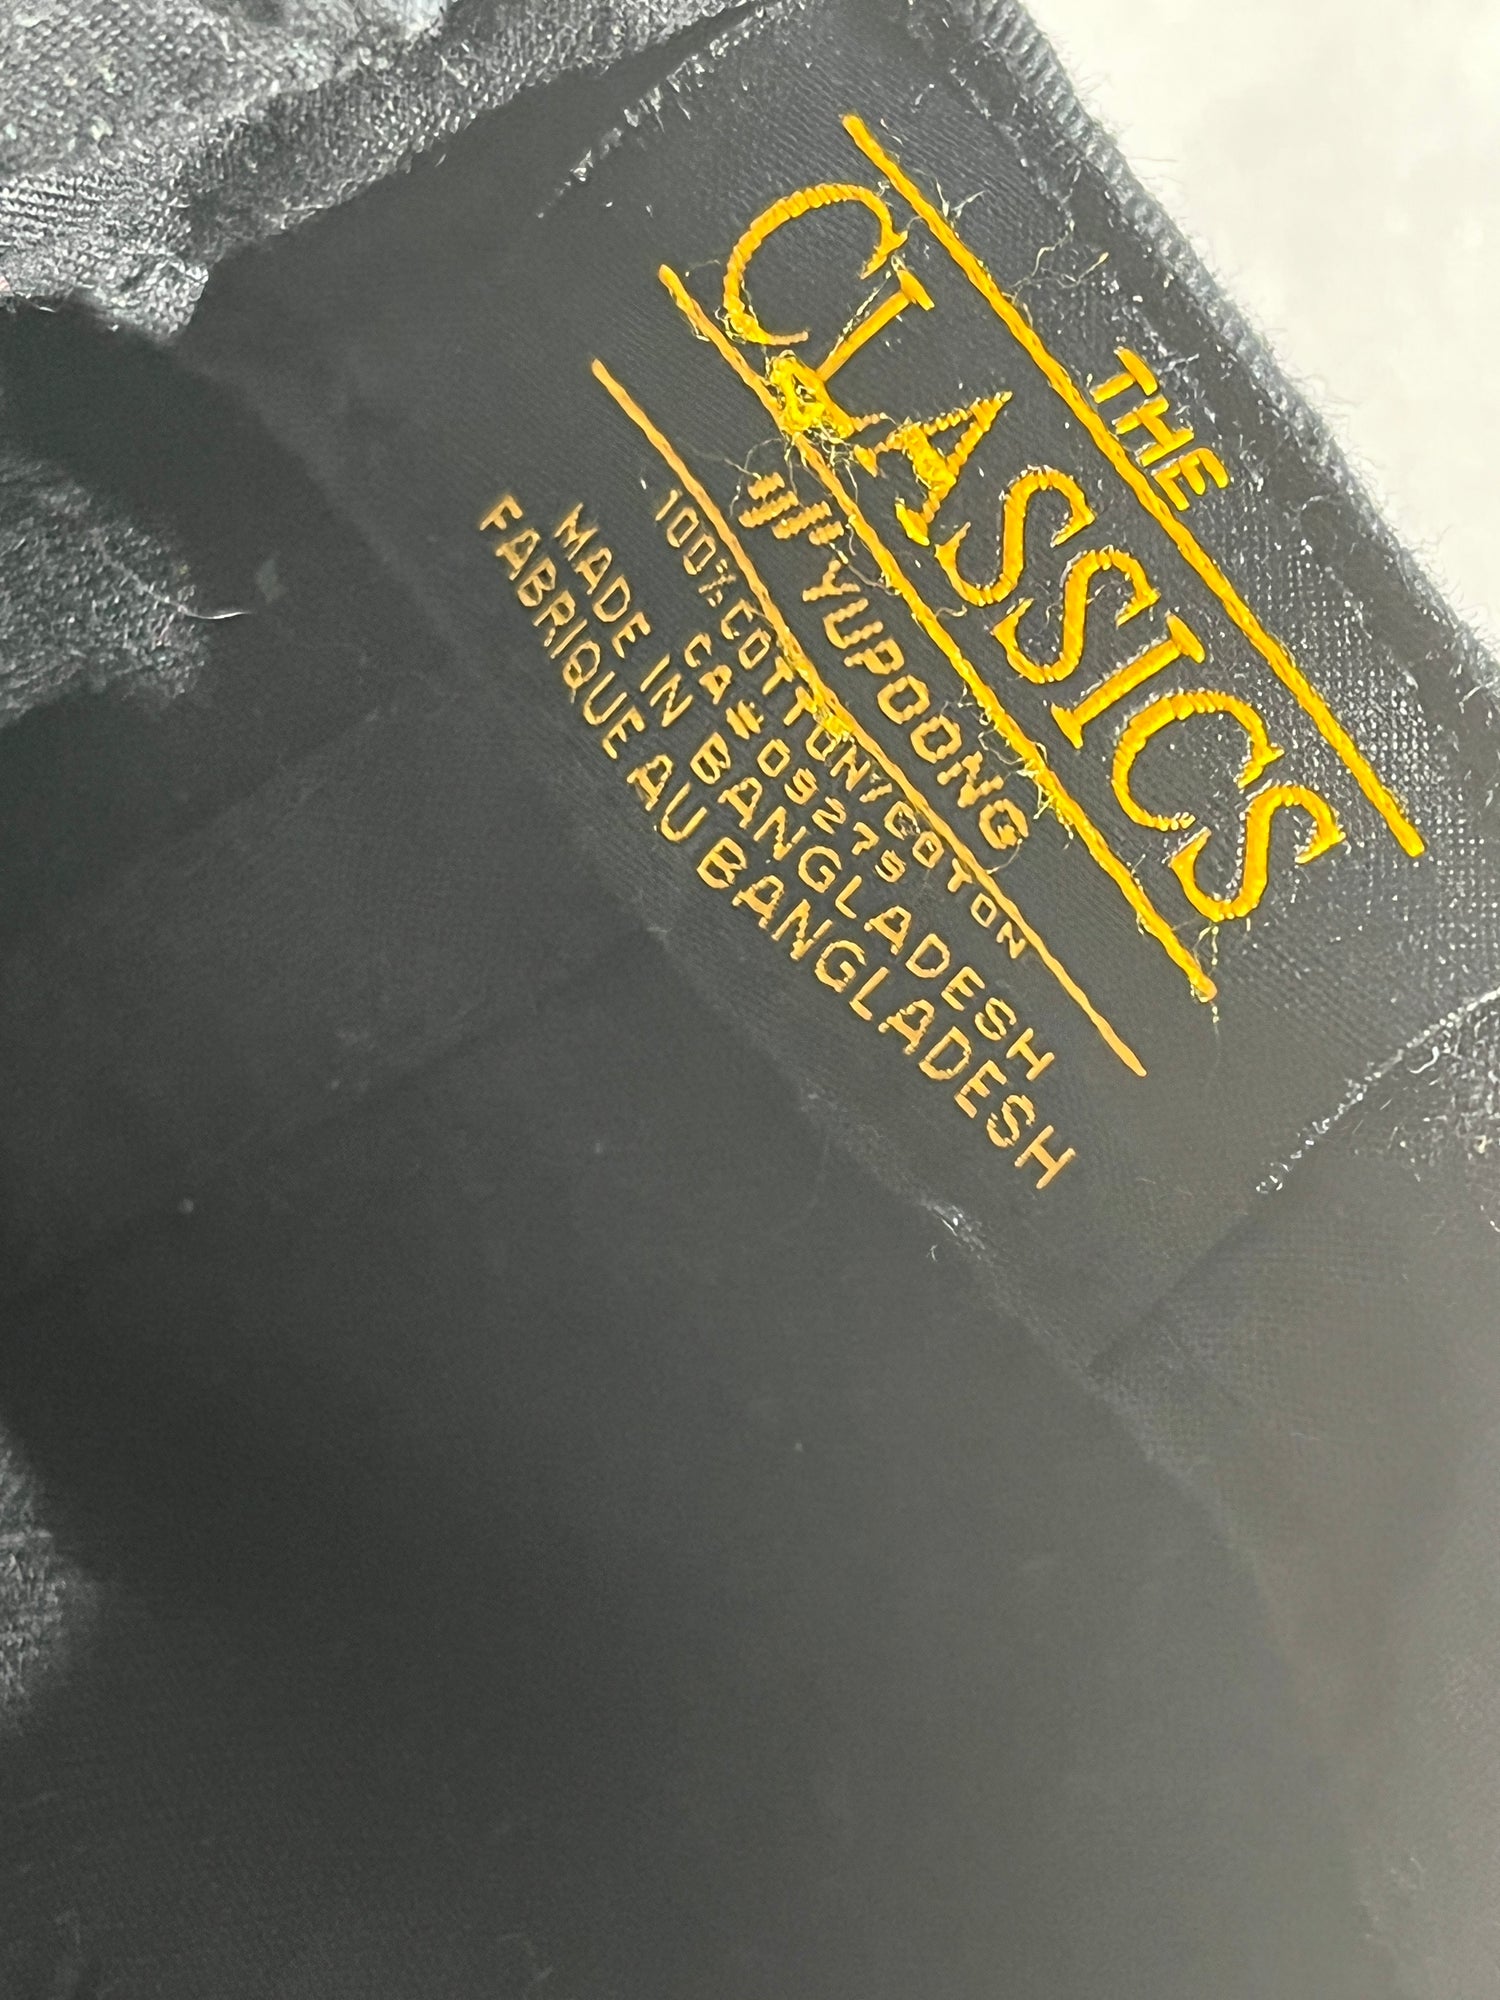 THE
CLASSICS
YUPOONG
100% COTTON/COTON
CA# 09275
MADE IN BANGLADESH
FABRIQUE AU BANGLADESH